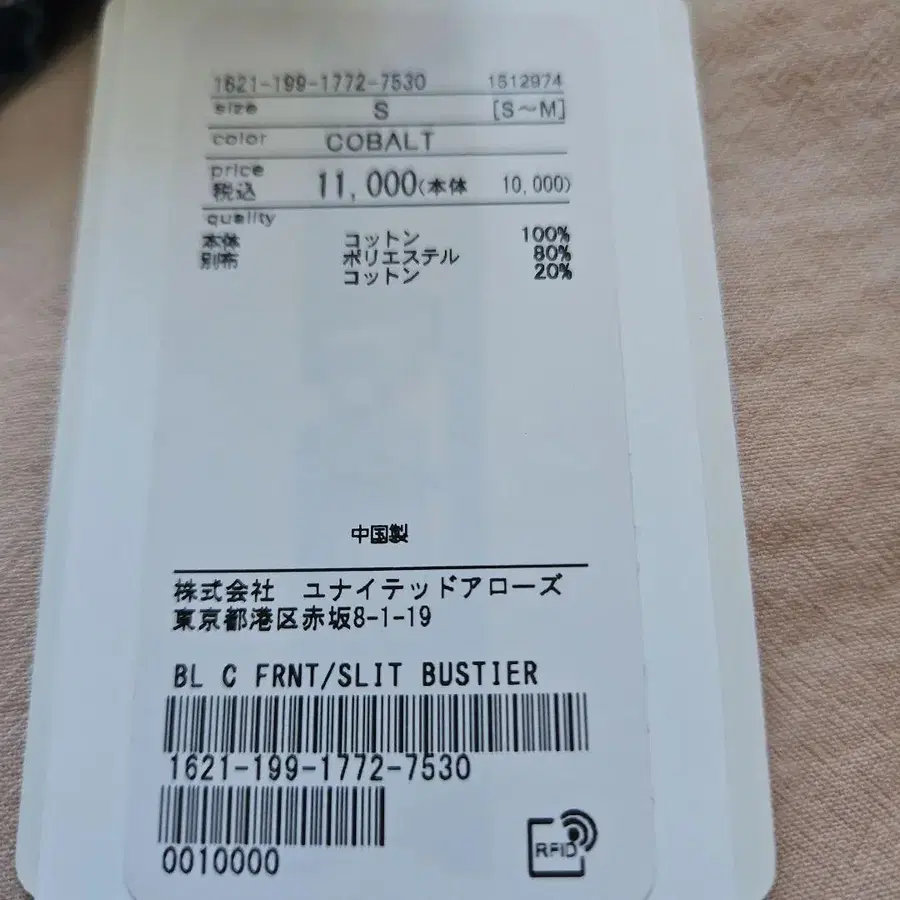 1621-199-1772-7530 1512974
size S [S～M]
color COBALT
price
税込 11,000(本体 10,000)
quality
本体 コットン 100%
別布 ポリエステル 80%
コットン 20%
中国製
株式会社 ユナイテッドアローズ
東京都港区赤坂8-1-19
BL C FRNT/SLIT BUSTIER
1621-199-1772-7530
0010000
RFID